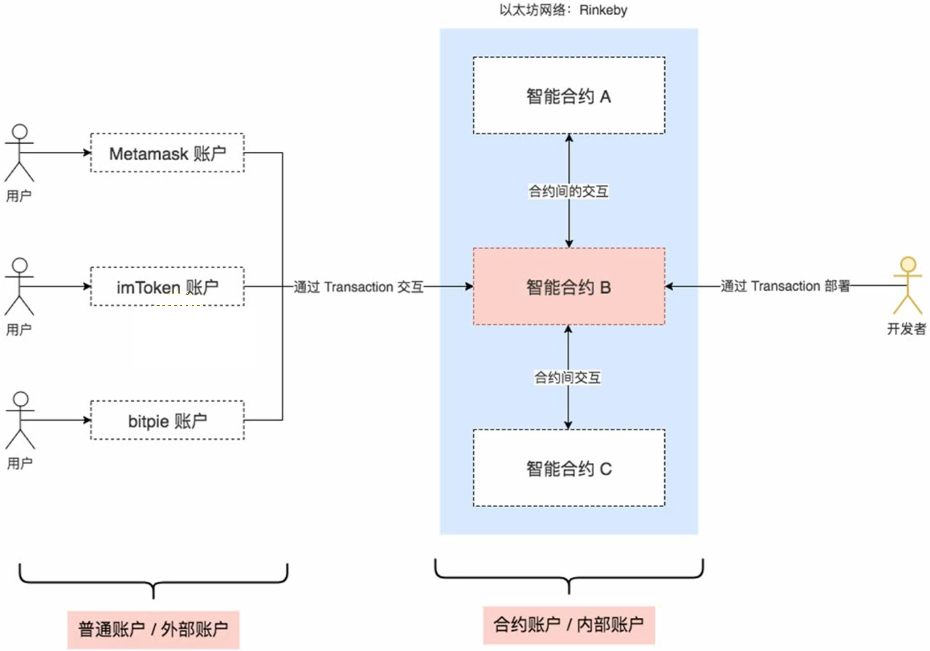 以太坊网络：Rinkeby
智能合约 A
Metamask 账户
用户
合约间的交互
imToken 账户
通过 Transaction 交互
智能合约 B
通过 Transaction 部署
用户
开发者
合约间交互
bitpie 账户
用户
智能合约 C
普通账户 / 外部账户
合约账户 / 内部账户